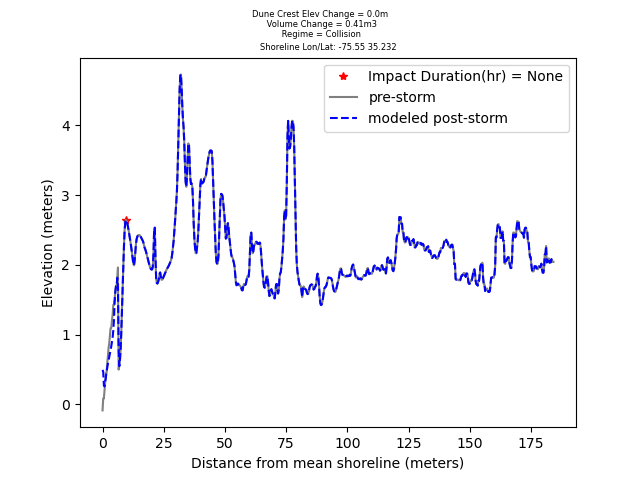 Dune Crest Elev Change = 0.0m
Volume Change = 0.41m3
Regime = Collision
Shoreline Lon/Lat: -75.55 35.232
Impact Duration(hr) = None
pre-storm
modeled post-storm
Elevation (meters)
4
3
2
1
0
0 25 50 75 100 125 150 175
Distance from mean shoreline (meters)